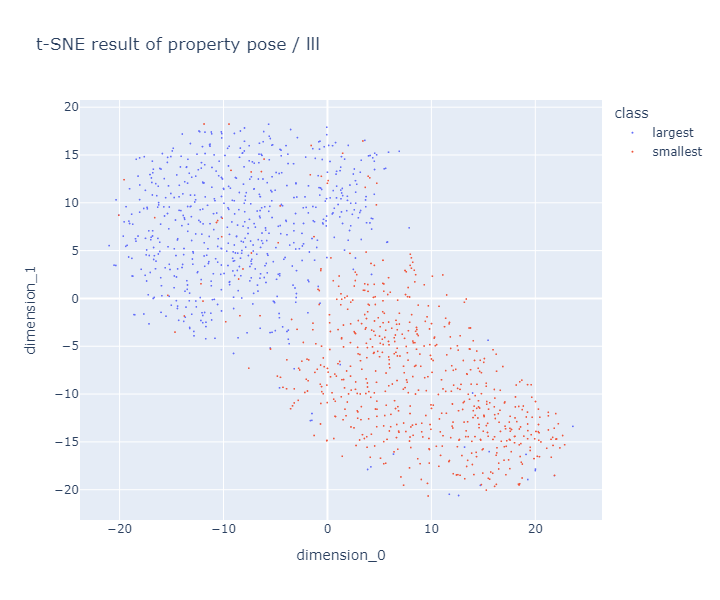 t-SNE result of property pose / lll
class
largest
smallest
20
15
10
5
0
−5
−10
−15
−20
−20
−10
0
10
20
dimension_1
dimension_0